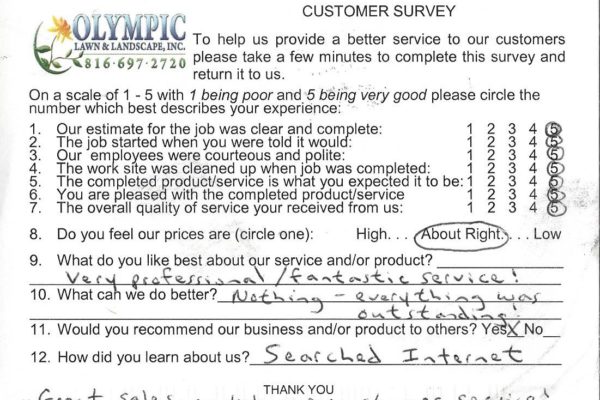 CUSTOMER SURVEY
OLYMPIC
LAWN & LANDSCAPE, INC.
816·697·2720
To help us provide a better service to our customers
please take a few minutes to complete this survey and
return it to us.
On a scale of 1 - 5 with 1 being poor and 5 being very good please circle the
number which best describes your experience:
1. Our estimate for the job was clear and complete: 1 2 3 4 5
2. The job started when you were told it would: 1 2 3 4 5
3. Our employees were courteous and polite: 1 2 3 4 5
4. The work site was cleaned up when job was completed: 1 2 3 4 5
5. The completed product/service is what you expected it to be: 1 2 3 4 5
6. You are pleased with the completed product/service 1 2 3 4 5
7. The overall quality of service your received from us: 1 2 3 4 5
8. Do you feel our prices are (circle one): High. . . About Right. . . Low
9. What do you like best about our service and/or product?
Very professional / fantastic service!
10. What can we do better? Nothing - everything was
outstanding!
11. Would you recommend our business and/or product to others? Yes X No
12. How did you learn about us? Searched Internet
THANK YOU
Great sales service!